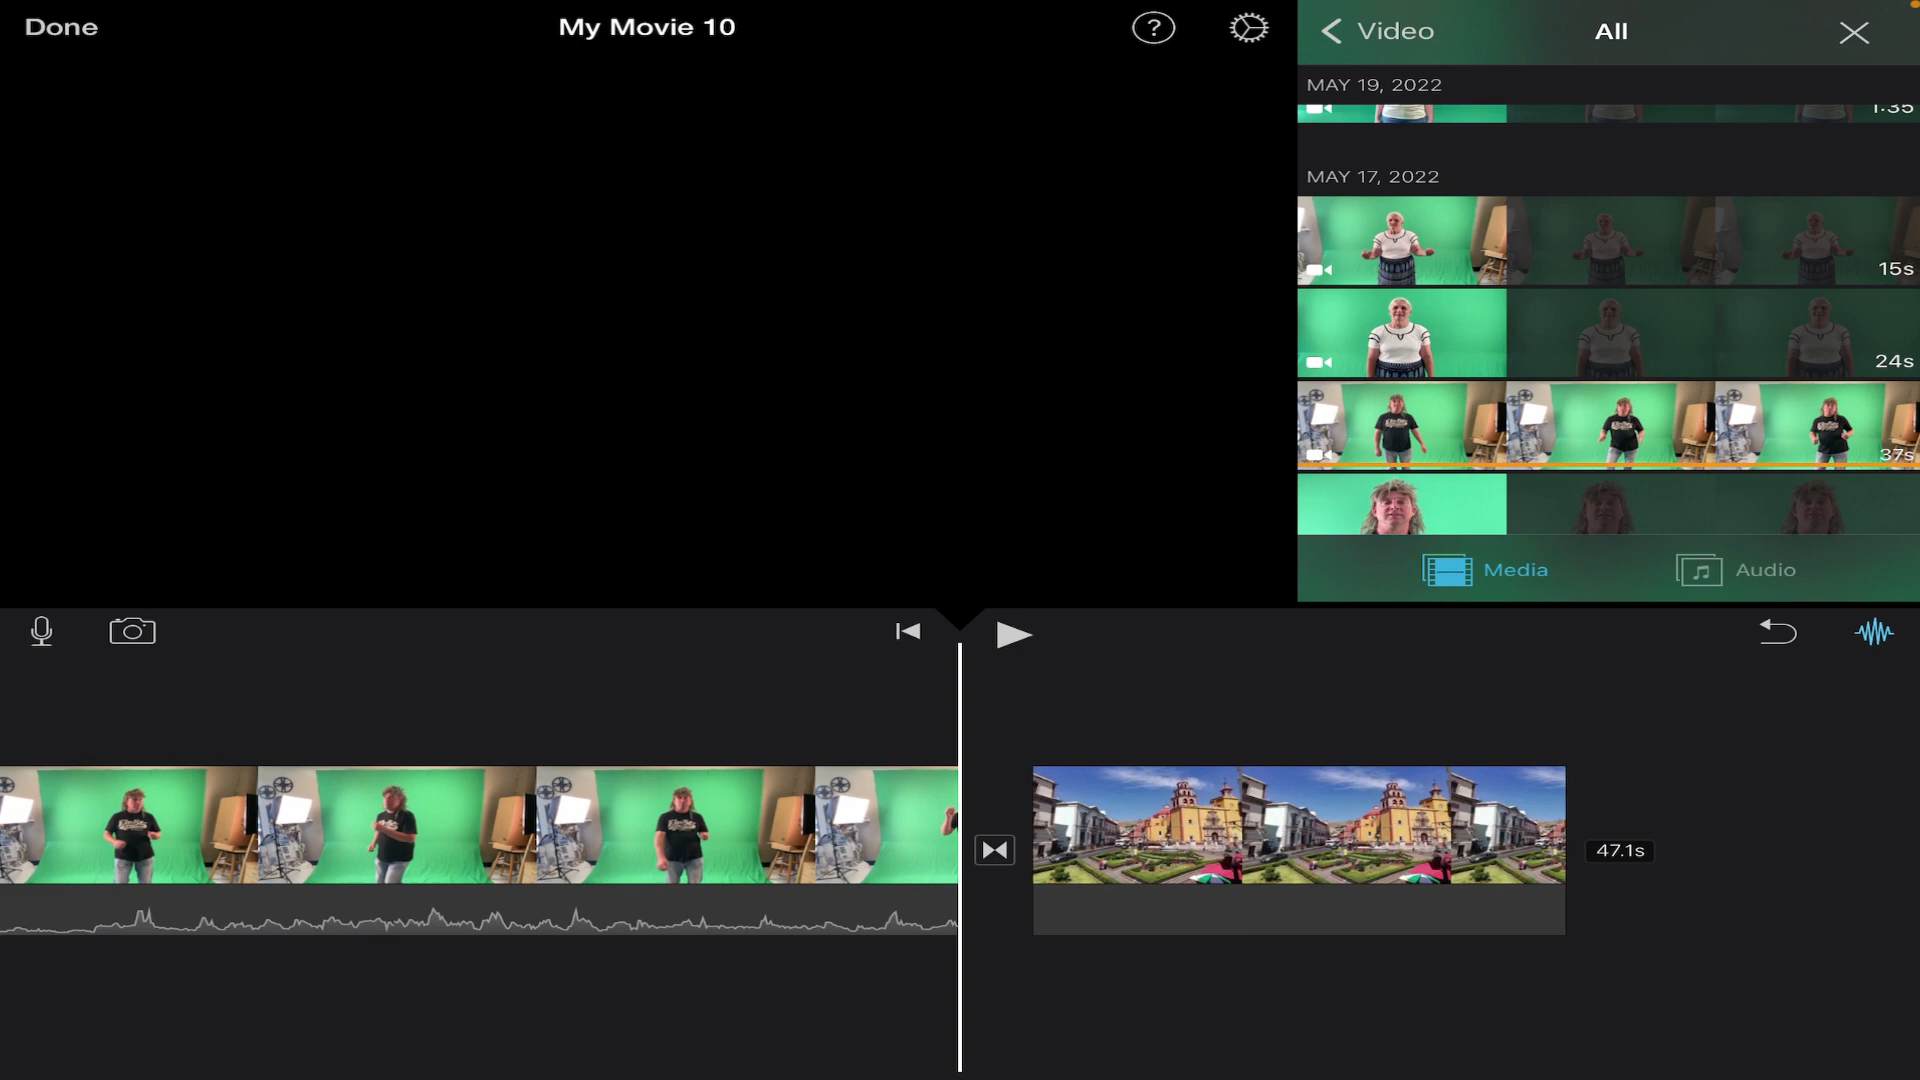 Done
My Movie 10
?
Video
All
MAY 19, 2022
1:35
MAY 17, 2022
15s
24s
37s
Media
Audio
47.1s